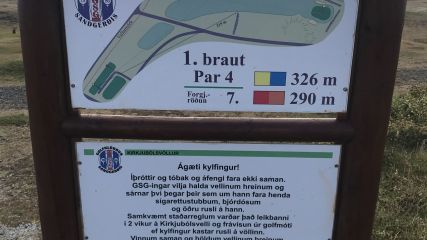 SANDGERÐIS
1. braut
Par 4
326 m
Forgj.-
röðun 7.
290 m
KIRKJUBÓLSVÖLLUR
Ágæti kylfingur!
Íþróttir og tóbak og áfengi fara ekki saman.
GSG-ingar vilja halda vellinum hreinum og
sárnar því þegar þeir sem um hann fara henda
sígarettustubbum, bjórdósum
og öðru rusli á hann.
Samkvæmt staðarreglum varðar það leikbanni
í 2 vikur á Kirkjubólsvelli og frávísun úr golfmóti
ef kylfingur kastar rusli á völlinn.
Vinnum saman og höldum vellinum hreinum